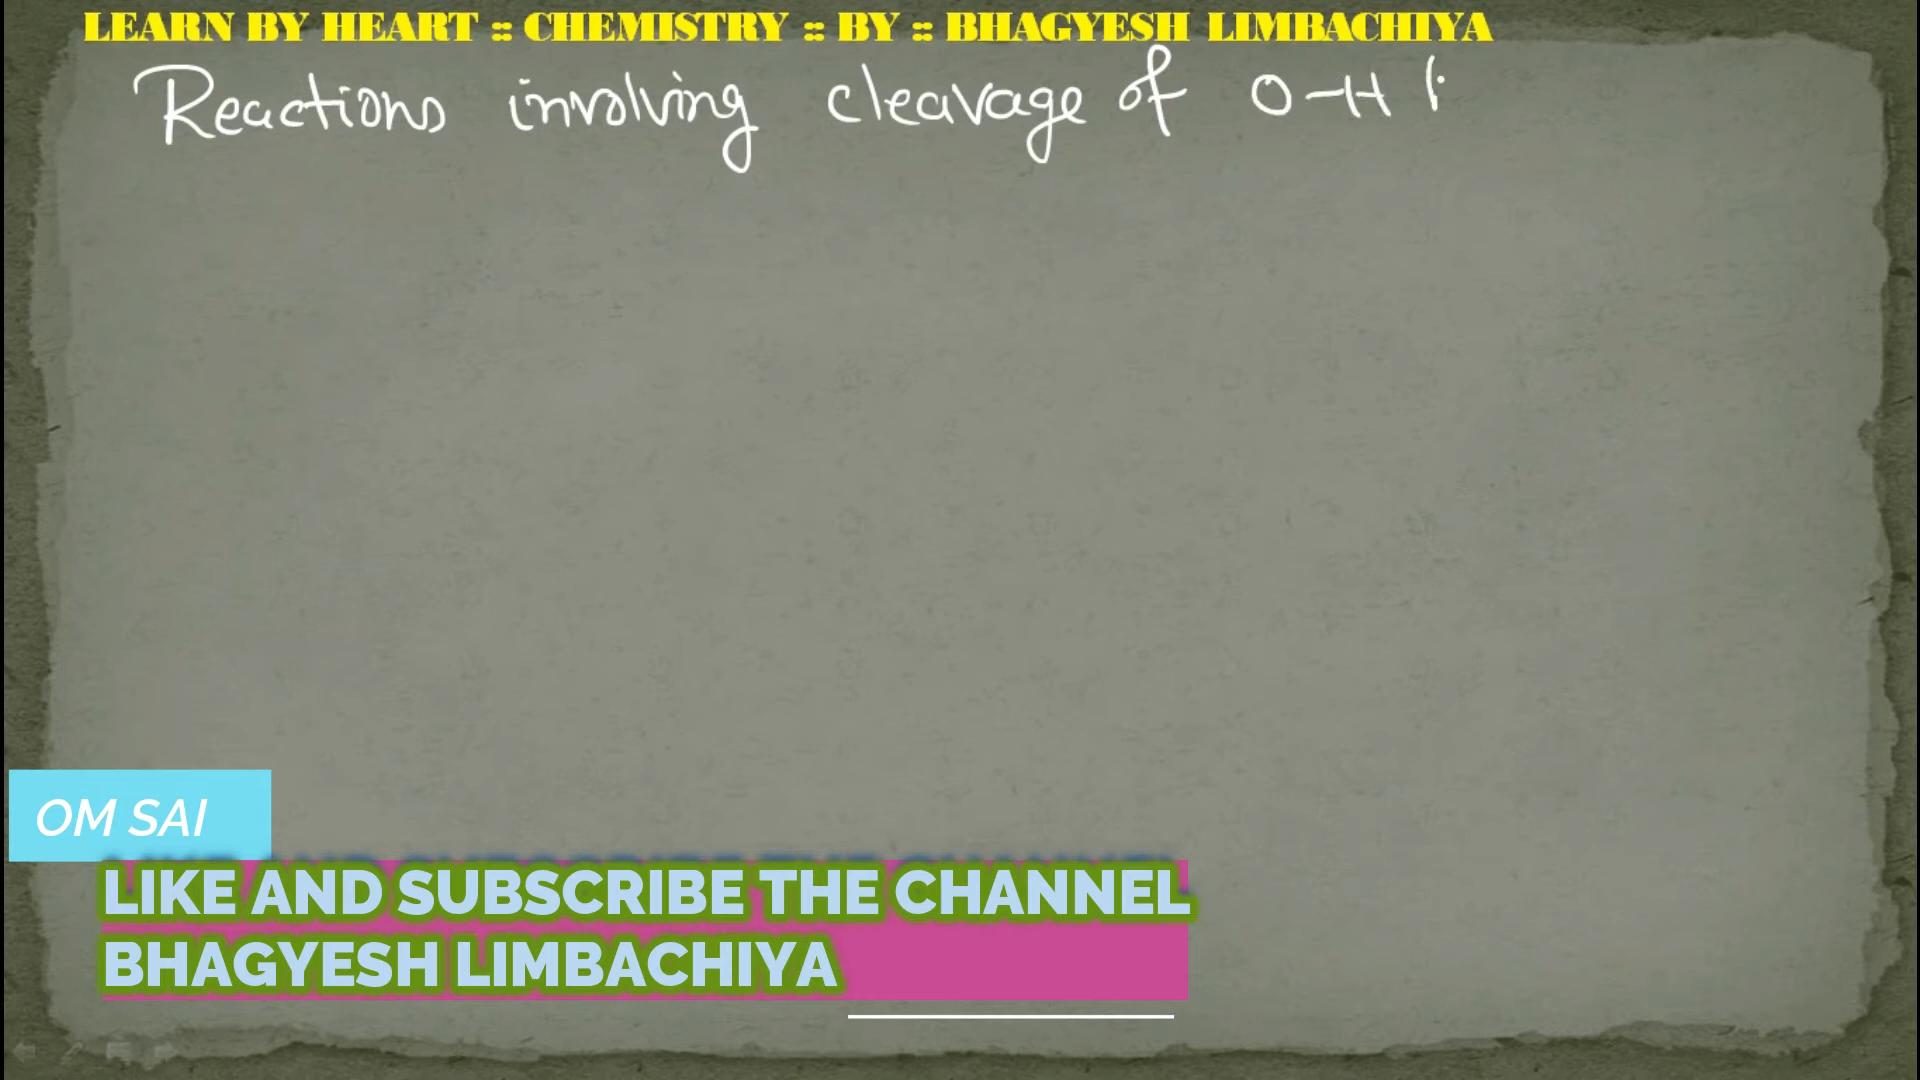 LEARN BY HEART :: CHEMISTRY :: BY :: BHAGYESH LIMBACHIYA
Reactions involving cleavage of O-H
OM SAI
LIKE AND SUBSCRIBE THE CHANNEL
BHAGYESH LIMBACHIYA